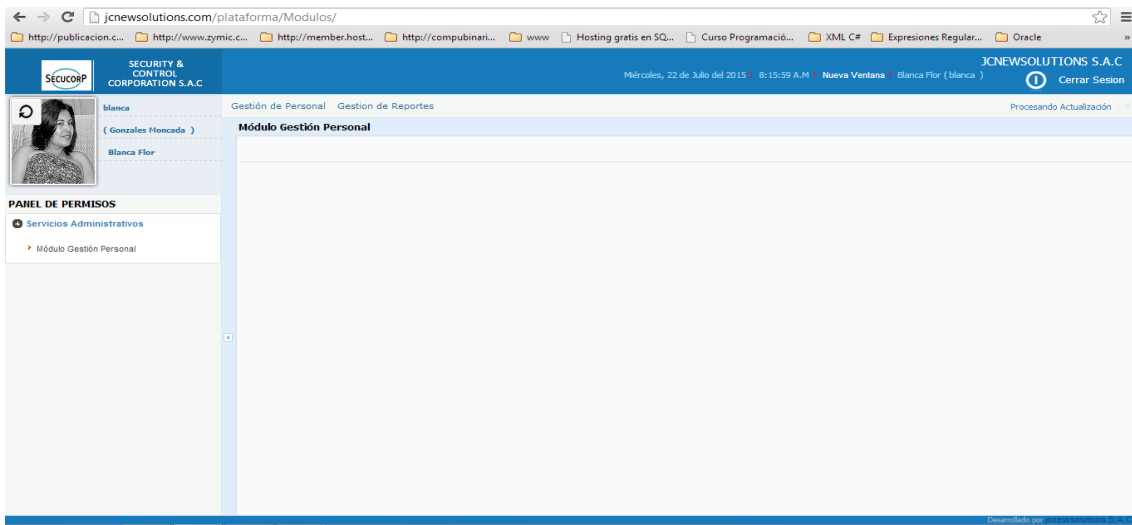 jcnewsolutions.com/plataforma/Modulos/
http://publicacion.c... http://www.zymic.c... http://member.host... http://compubinari... www Hosting gratis en SQ... Curso Programació... XML C# Expresiones Regular... Oracle »
SECUCORP
SECURITY &
CONTROL
CORPORATION S.A.C
JCNEWSOLUTIONS S.A.C
Miércoles, 22 de Julio del 2015 8:15:59 A.M Nueva Ventana Blanca Flor ( blanca ) Cerrar Sesion
blanca
( Gonzales Moncada )
Blanca Flor
Gestión de Personal Gestion de Reportes Procesando Actualización
Módulo Gestión Personal
PANEL DE PERMISOS
Servicios Administrativos
Módulo Gestión Personal
Desarrollado por jcnewsolutions S.A.C